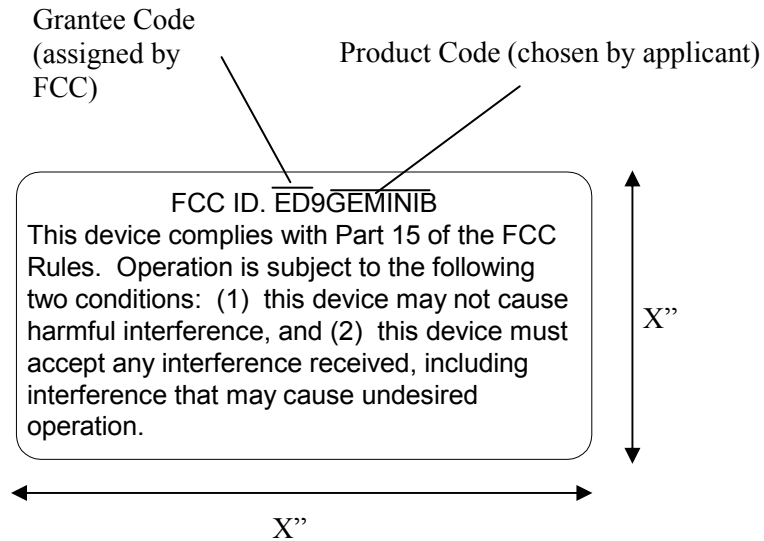 Grantee Code
(assigned by
FCC)
Product Code (chosen by applicant)
FCC ID. ED9GEMINIB
This device complies with Part 15 of the FCC
Rules.  Operation is subject to the following
two conditions:  (1)  this device may not cause
harmful interference, and (2)  this device must
accept any interference received, including
interference that may cause undesired
operation.
X”
X”